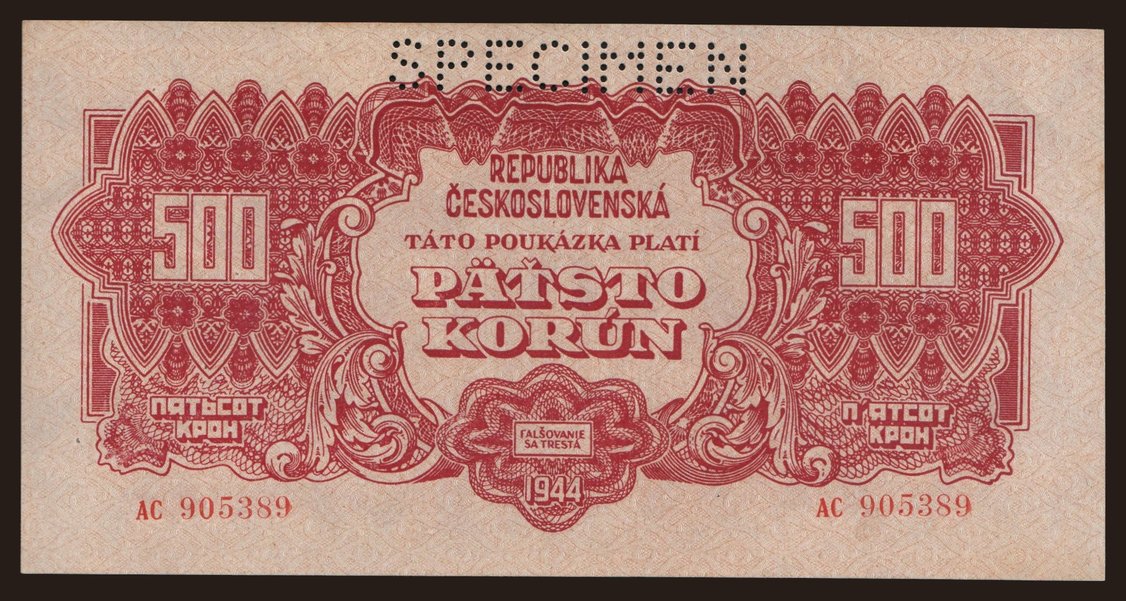 SPECIMEN
REPUBLIKA
ČESKOSLOVENSKÁ
TÁTO POUKÁZKA PLATÍ
500
500
PÄŤSTO
KORÚN
ПЯТЬСОТ
КРОН
П'ЯТСОТ
КРОН
FALŠOVANIE
SA TRESTÁ
1944
AC 905389
AC 905389